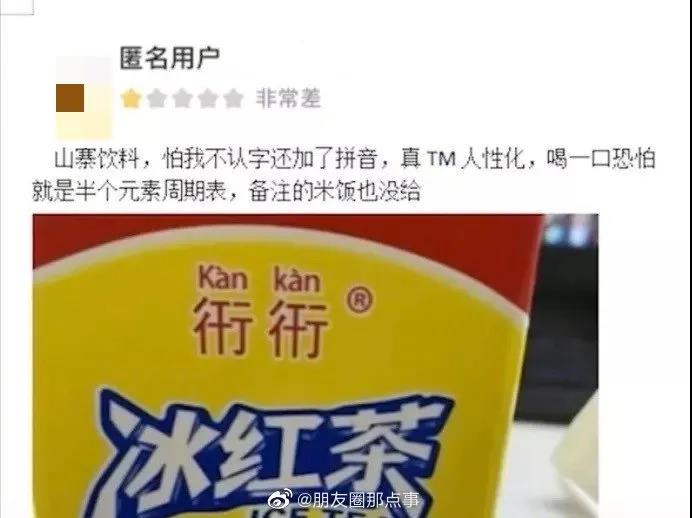 匿名用户
非常差
山寨饮料，怕我不认字还加了拼音，真 TM 人性化，喝一口恐怕
就是半个元素周期表，备注的米饭也没给
Kàn kàn
衎衎®
冰红茶
ICE TEA
@朋友圈那点事